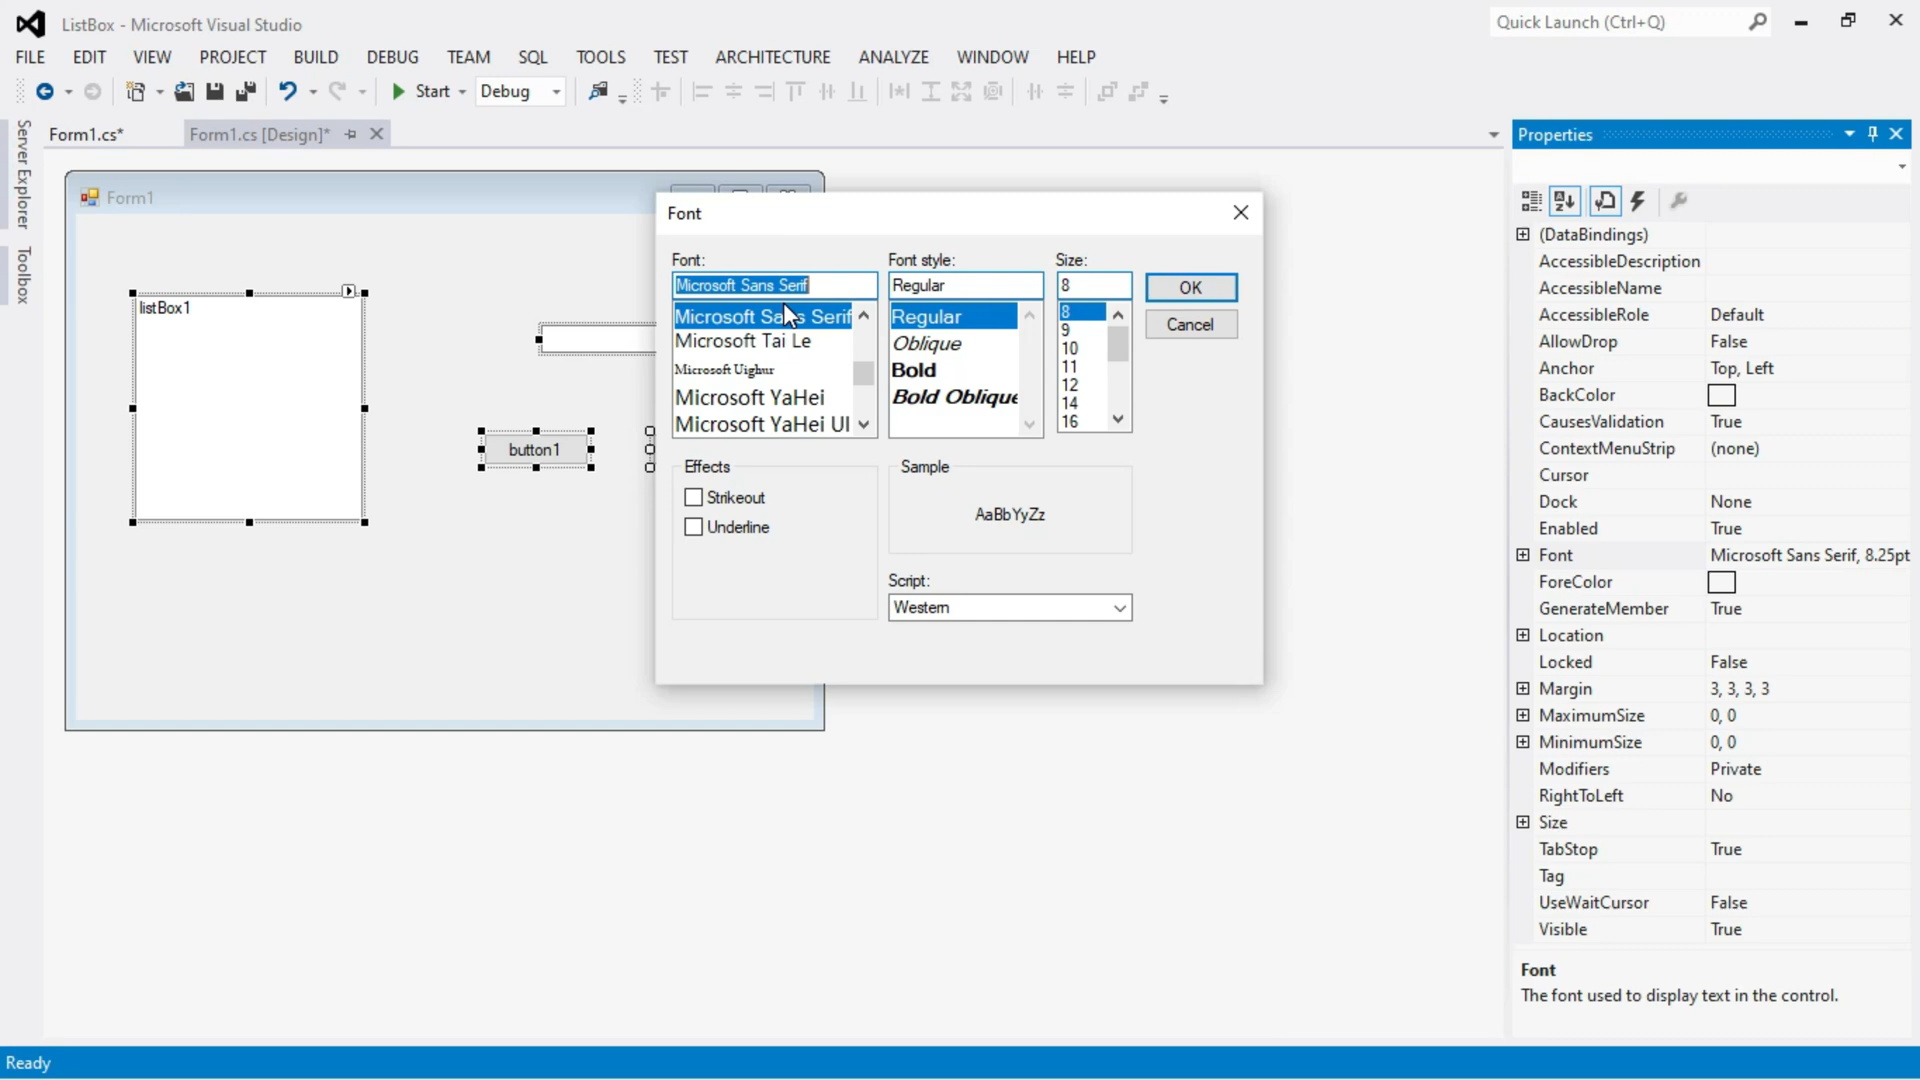 ListBox - Microsoft Visual Studio
Quick Launch (Ctrl+Q)
FILE EDIT VIEW PROJECT BUILD DEBUG TEAM SQL TOOLS TEST ARCHITECTURE ANALYZE WINDOW HELP
Start Debug
Server Explorer
Toolbox
Form1.cs*
Form1.cs [Design]*
Form1
listBox1
button1
Font
Font:
Microsoft Sans Serif
Microsoft Sans Serif
Microsoft Tai Le
Microsoft Uighur
Microsoft YaHei
Microsoft YaHei UI
Font style:
Regular
Regular
Oblique
Bold
Bold Oblique
Size:
8
8
9
10
11
12
14
16
OK
Cancel
Effects
Strikeout
Underline
Sample
AaBbYyZz
Script:
Western
Properties
(DataBindings)
AccessibleDescription
AccessibleName
AccessibleRole Default
AllowDrop False
Anchor Top, Left
BackColor
CausesValidation True
ContextMenuStrip (none)
Cursor
Dock None
Enabled True
Font Microsoft Sans Serif, 8.25pt
ForeColor
GenerateMember True
Location
Locked False
Margin 3, 3, 3, 3
MaximumSize 0, 0
MinimumSize 0, 0
Modifiers Private
RightToLeft No
Size
TabStop True
Tag
UseWaitCursor False
Visible True
Font
The font used to display text in the control.
Ready